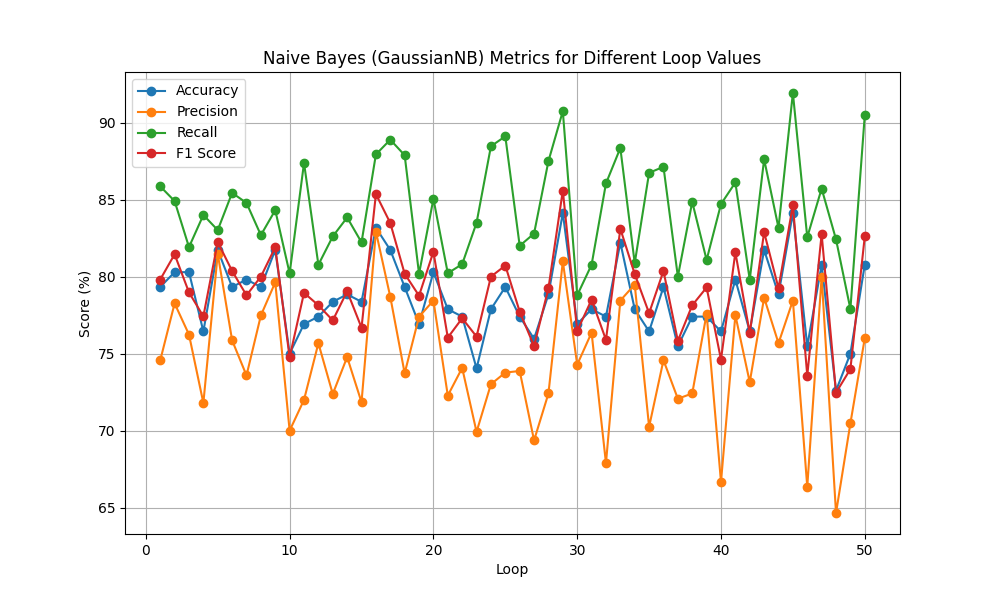 Naive Bayes (GaussianNB) Metrics for Different Loop Values
Accuracy
Precision
Recall
F1 Score
90
85
80
75
70
65
Score (%)
0 10 20 30 40 50
Loop